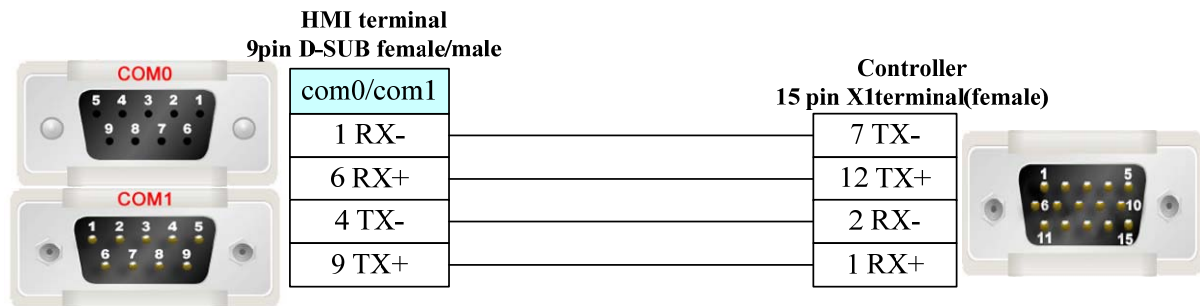 HMI terminal
9pin D-SUB female/male
COM0
5 4 3 2 1
9 8 7 6
COM1
1 2 3 4 5
6 7 8 9
com0/com1
1 RX-
6 RX+
4 TX-
9 TX+
Controller
15 pin X1terminal(female)
7 TX-
12 TX+
2 RX-
1 RX+
1 5
6 10
11 15